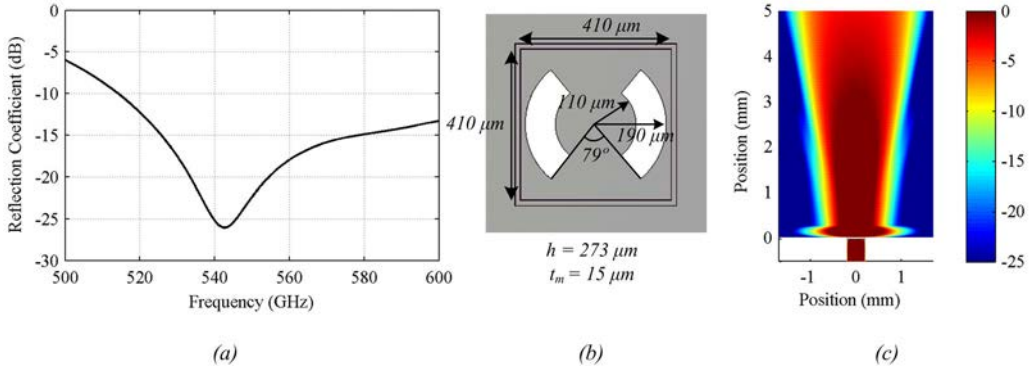 0
-5
-10
-15
-20
-25
-30
500
520
540
560
580
600
Reflection Coefficient (dB)
Frequency (GHz)
(a)
410 μm
410 μm
110 μm
190 μm
79°
h = 273 μm
tm = 15 μm
(b)
5
4
3
2
1
0
Position (mm)
-1
0
1
Position (mm)
0
-5
-10
-15
-20
-25
(c)